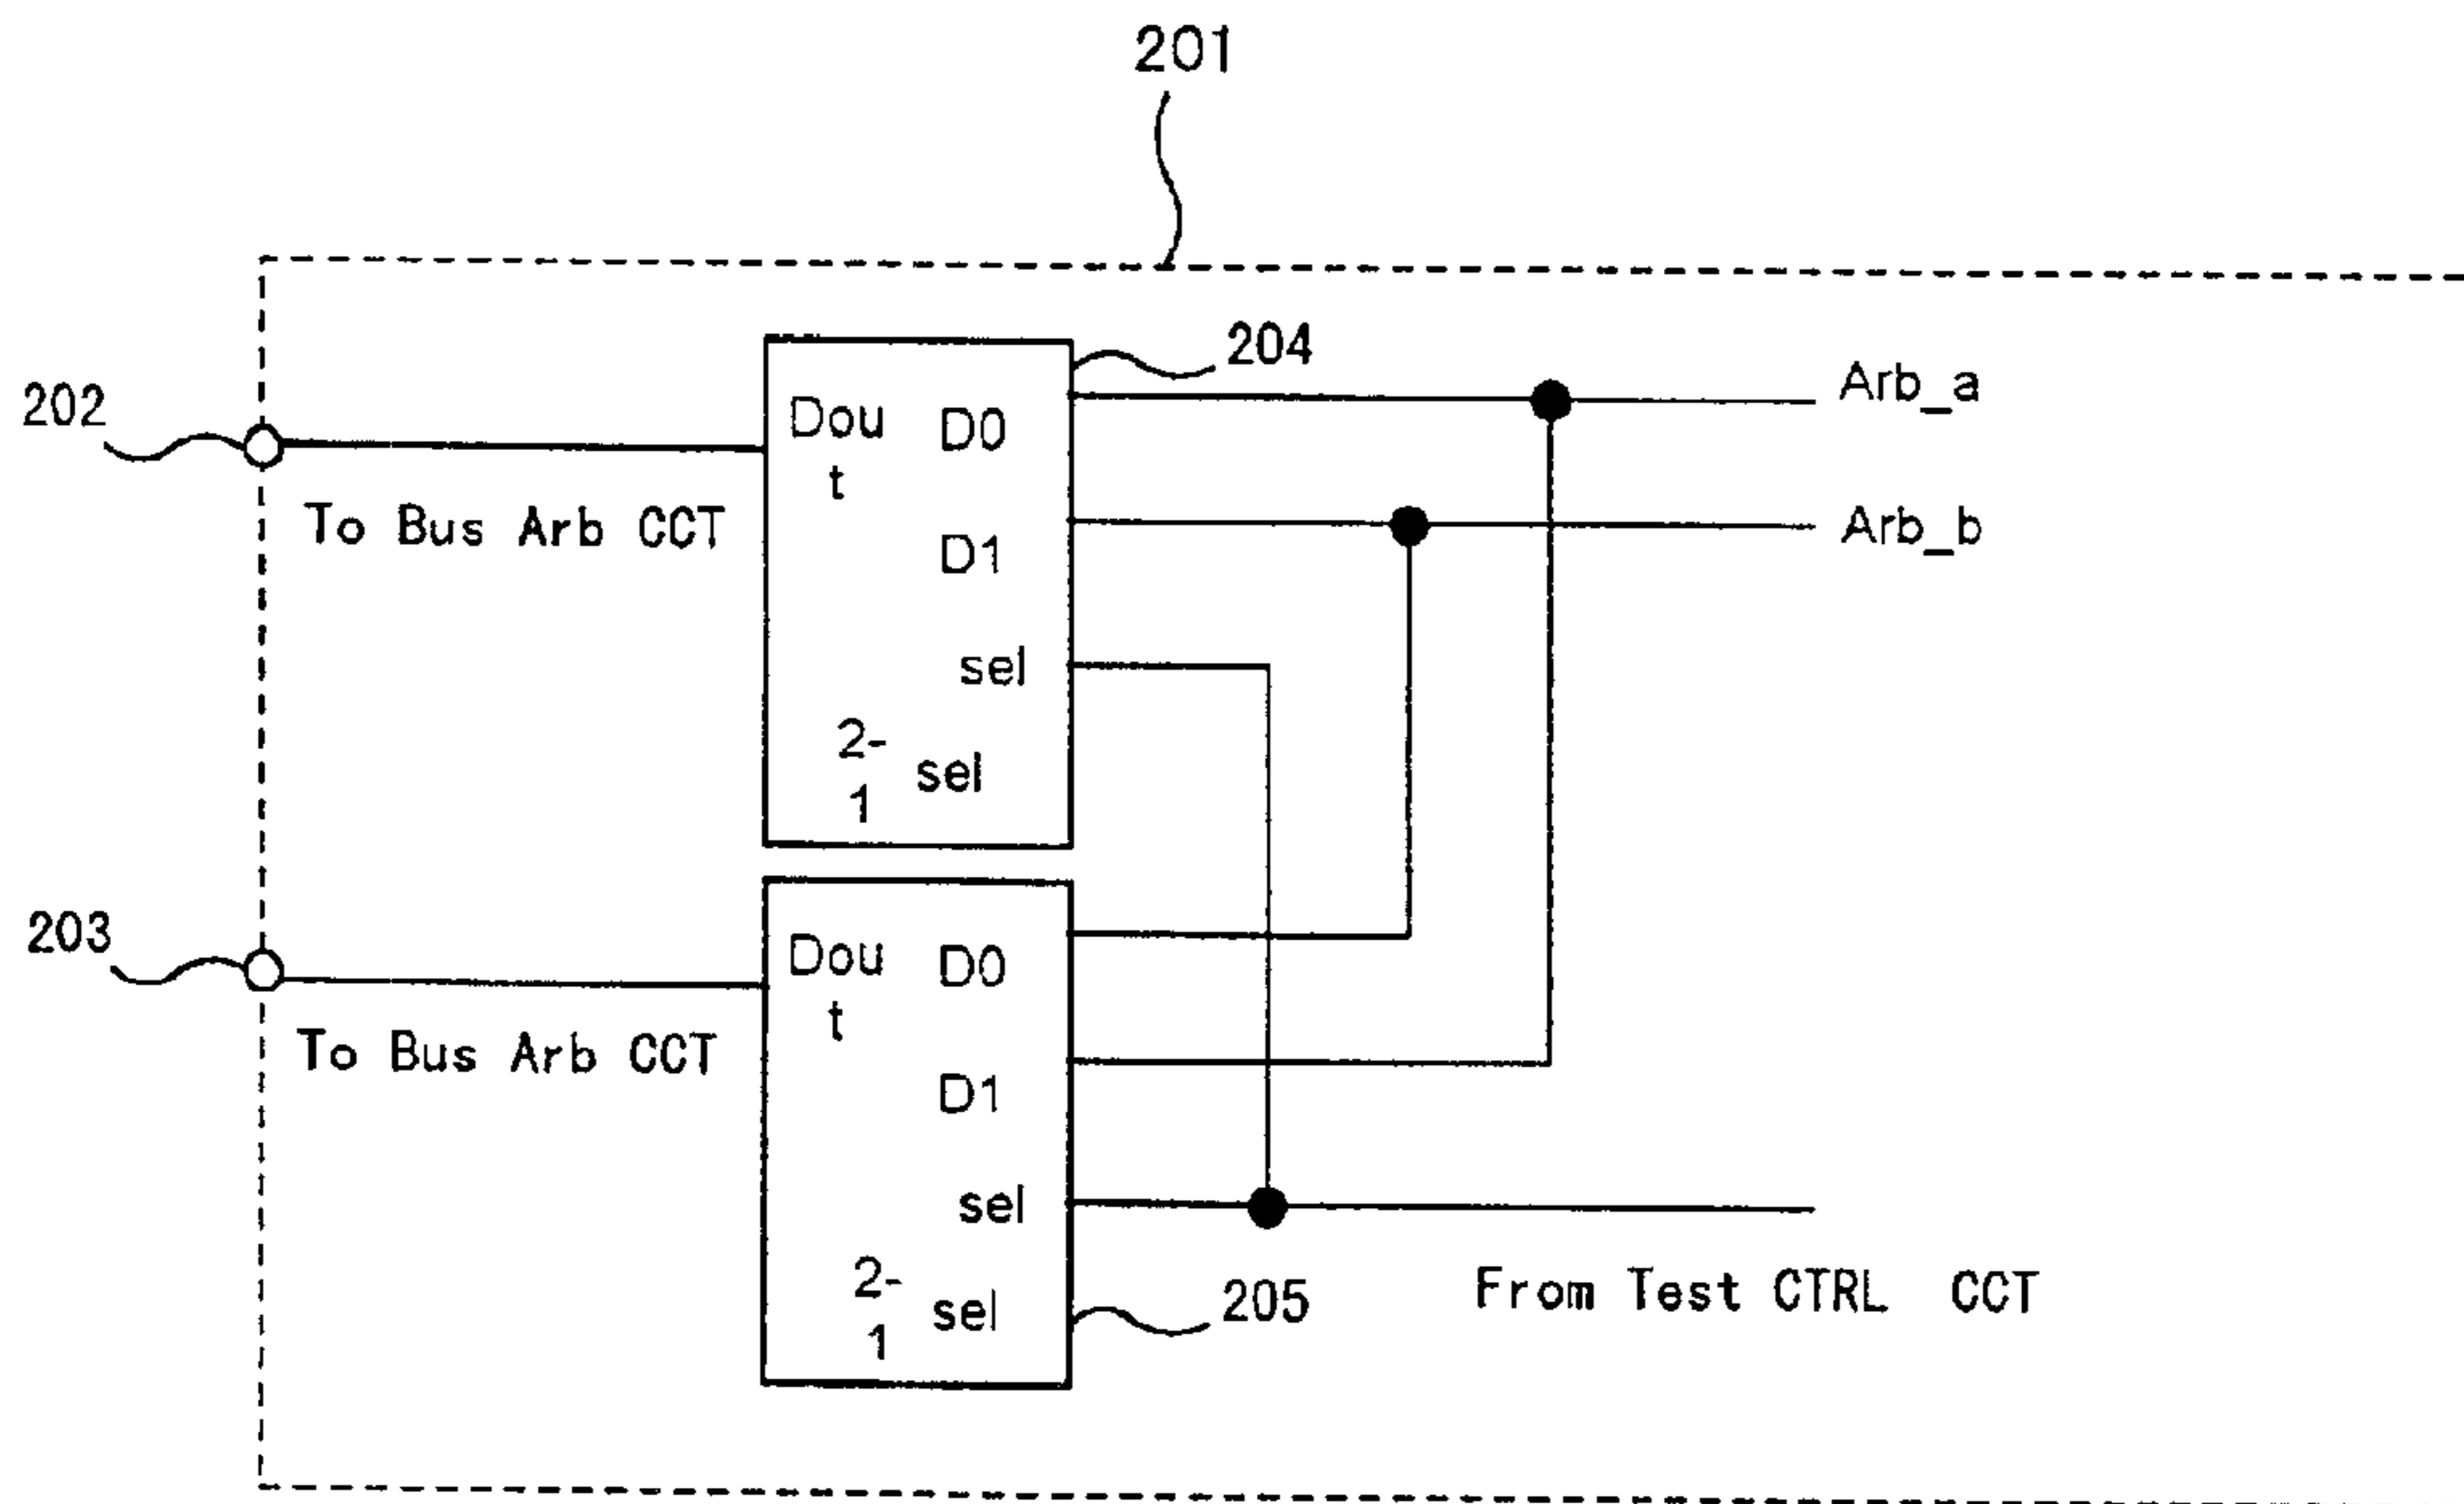 201
204
Arb_a
202
Dou
t
D0
To Bus Arb CCT
D1
Arb_b
sel
2-
1
sel
203
Dou
t
D0
To Bus Arb CCT
D1
sel
2-
1
sel
205
From Test CTRL CCT